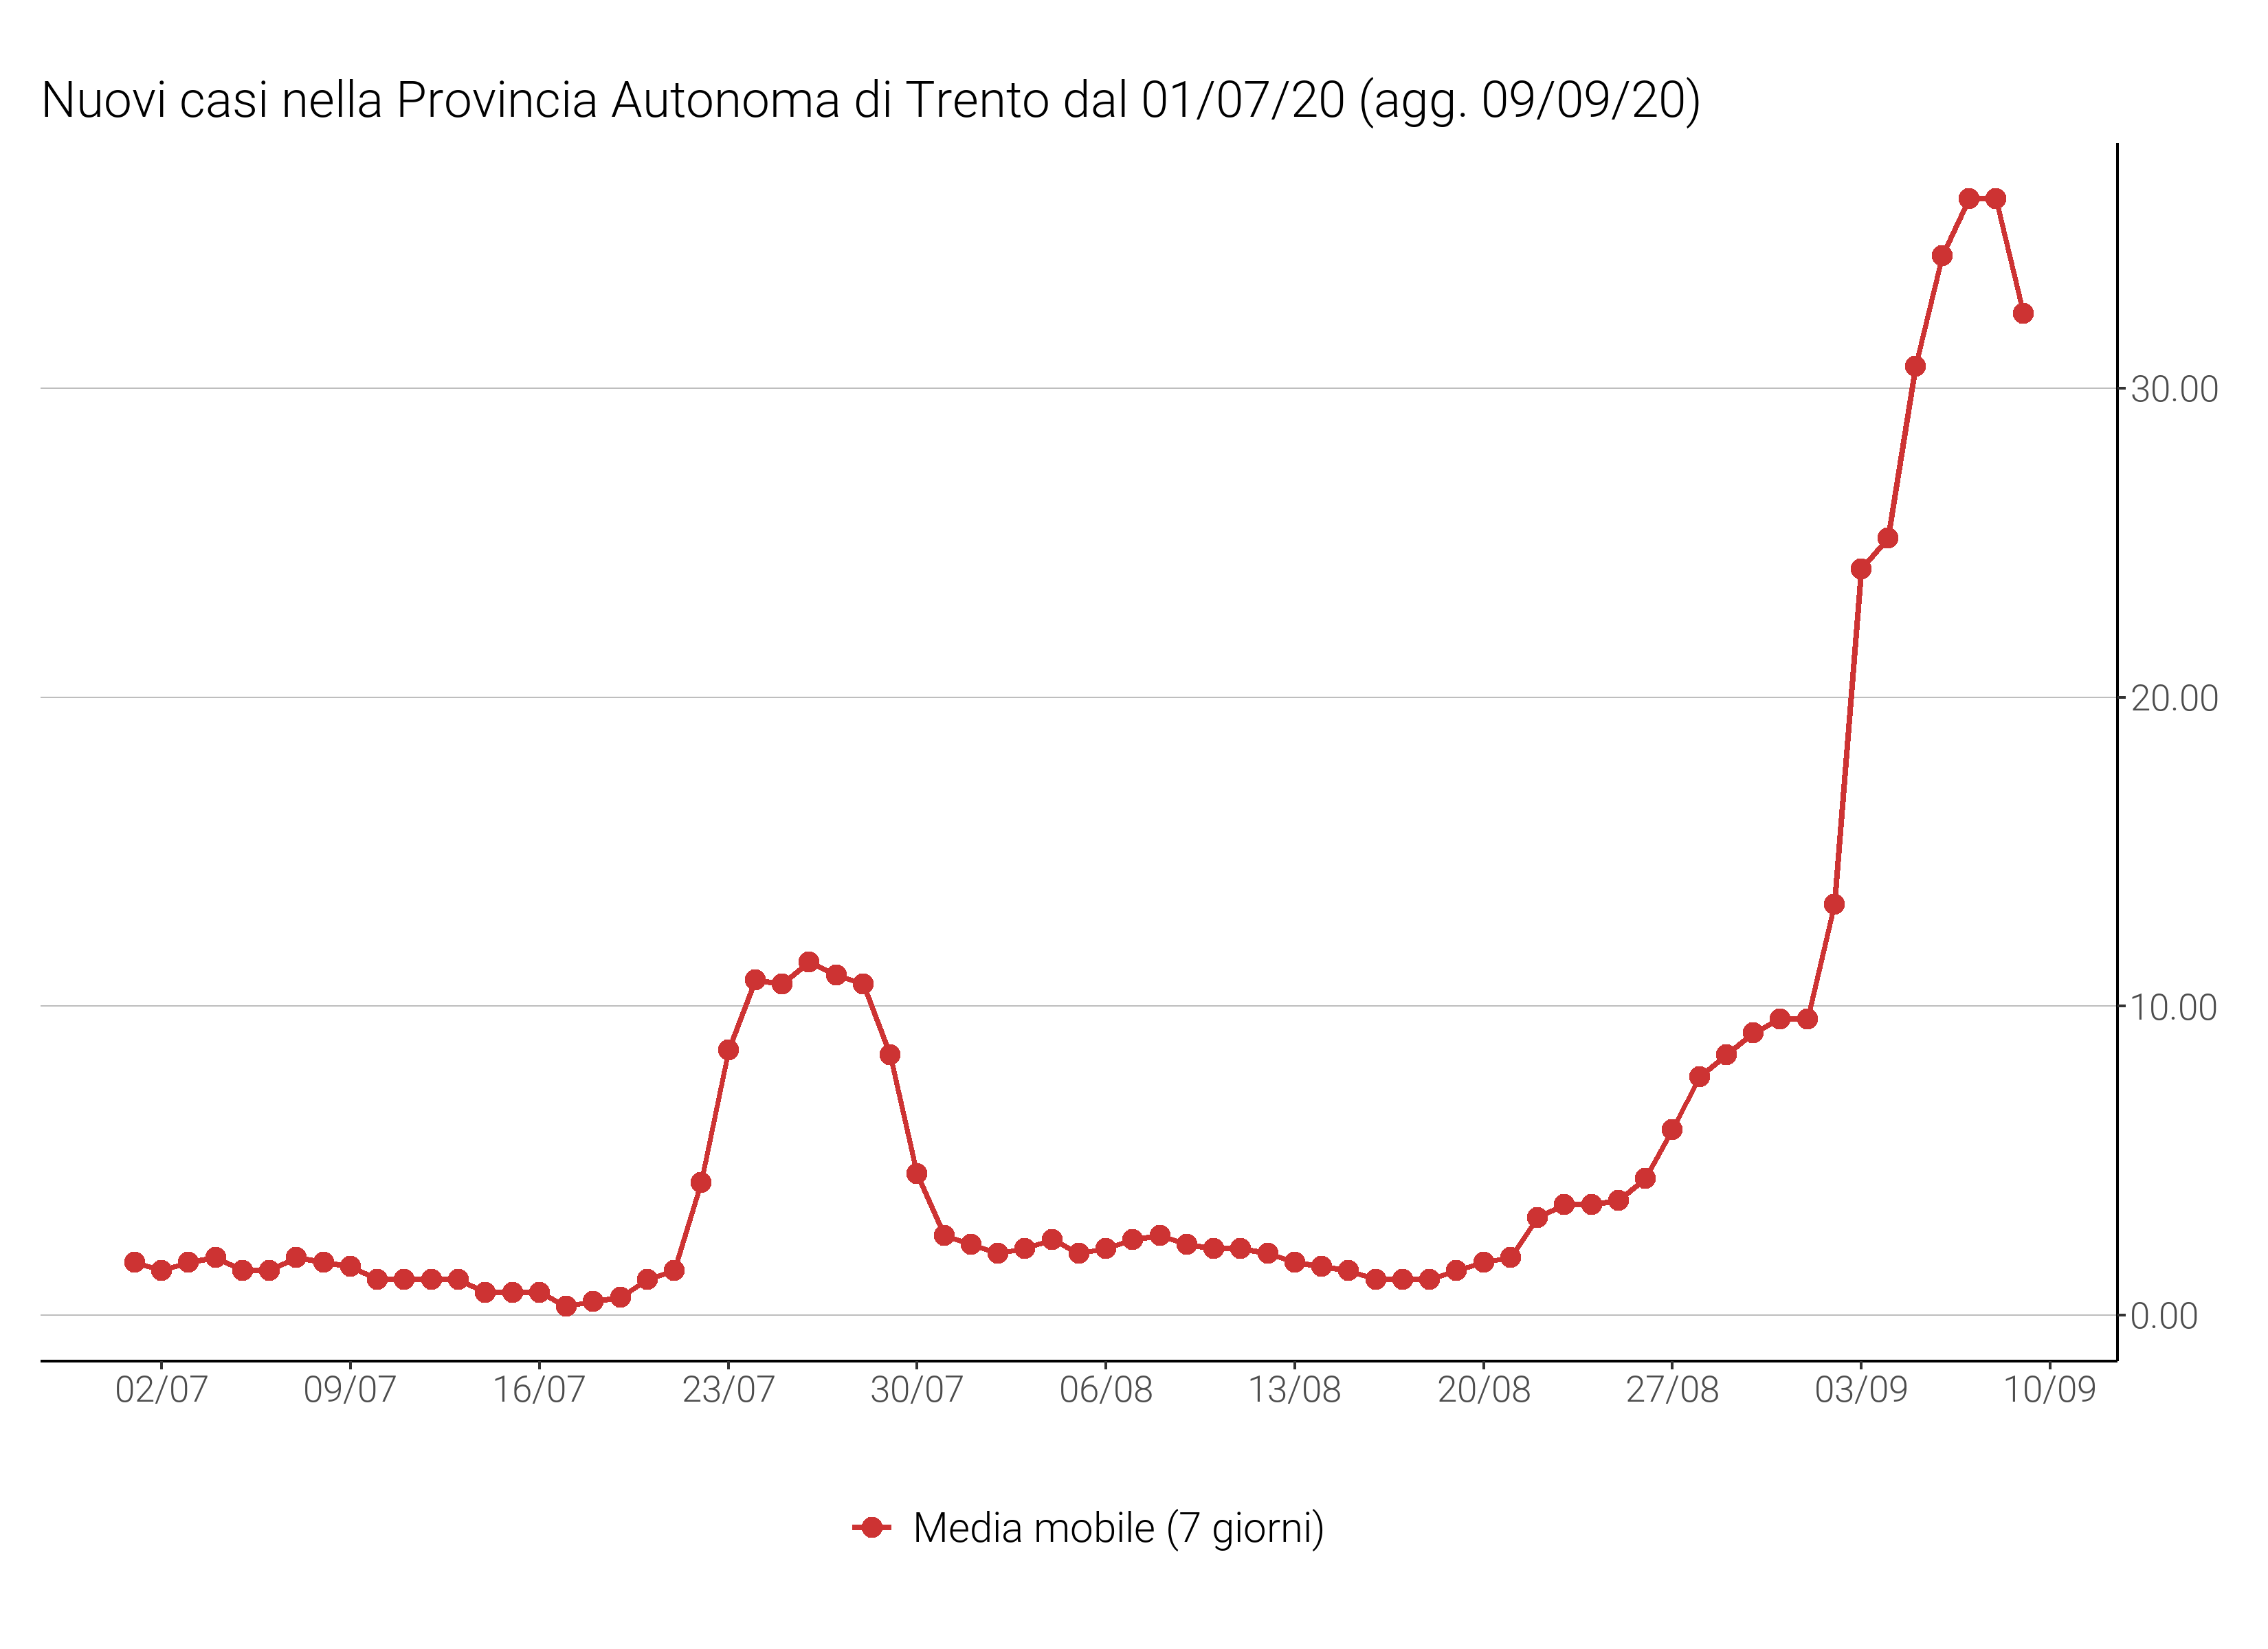 Nuovi casi nella Provincia Autonoma di Trento dal 01/07/20 (agg. 09/09/20)
30.00
20.00
10.00
0.00
02/07 09/07 16/07 23/07 30/07 06/08 13/08 20/08 27/08 03/09 10/09
Media mobile (7 giorni)